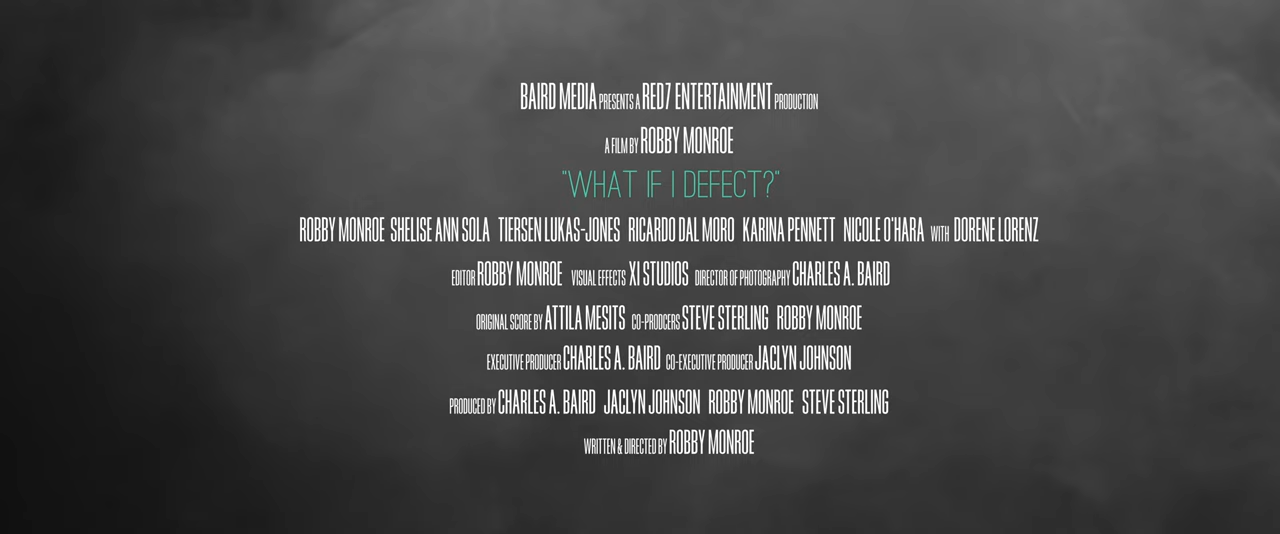 BAIRD MEDIA PRESENTS A RED7 ENTERTAINMENT PRODUCTION
A FILM BY ROBBY MONROE
"WHAT IF I DEFECT?"
ROBBY MONROE SHELISE ANN SOLA TIERSEN LUKAS-JONES RICARDO DAL MORO KARINA PENNETT NICOLE O'HARA WITH DORENE LORENZ
EDITOR ROBBY MONROE VISUAL EFFECTS XI STUDIOS DIRECTOR OF PHOTOGRAPHY CHARLES A. BAIRD
ORIGINAL SCORE BY ATTILA MESITS CO-PRODCERS STEVE STERLING ROBBY MONROE
EXECUTIVE PRODUCER CHARLES A. BAIRD CO-EXECUTIVE PRODUCER JACLYN JOHNSON
PRODUCED BY CHARLES A. BAIRD JACLYN JOHNSON ROBBY MONROE STEVE STERLING
WRITTEN & DIRECTED BY ROBBY MONROE